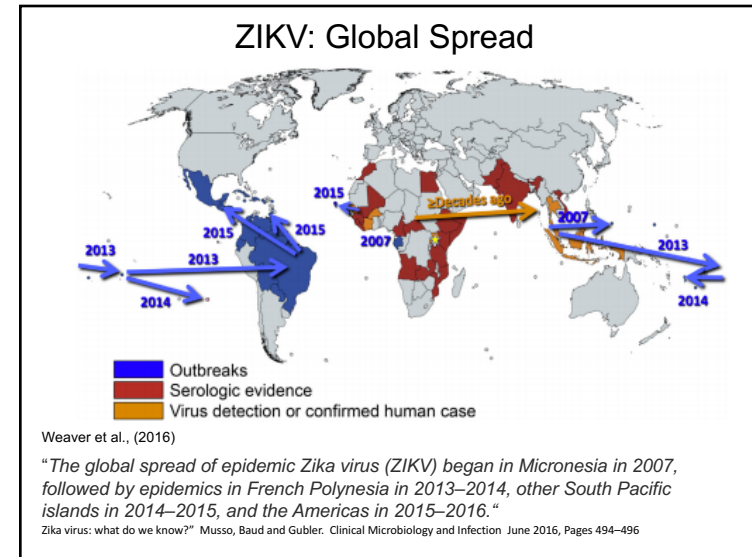 ZIKV: Global Spread
2015
≥Decades ago
2007
2015
2015
2007
2013
2013
2013
2014
2014
Outbreaks
Serologic evidence
Virus detection or confirmed human case
Weaver et al., (2016)
“The global spread of epidemic Zika virus (ZIKV) began in Micronesia in 2007,
followed by epidemics in French Polynesia in 2013–2014, other South Pacific
islands in 2014–2015, and the Americas in 2015–2016.“
Zika virus: what do we know?” Musso, Baud and Gubler. Clinical Microbiology and Infection June 2016, Pages 494–496